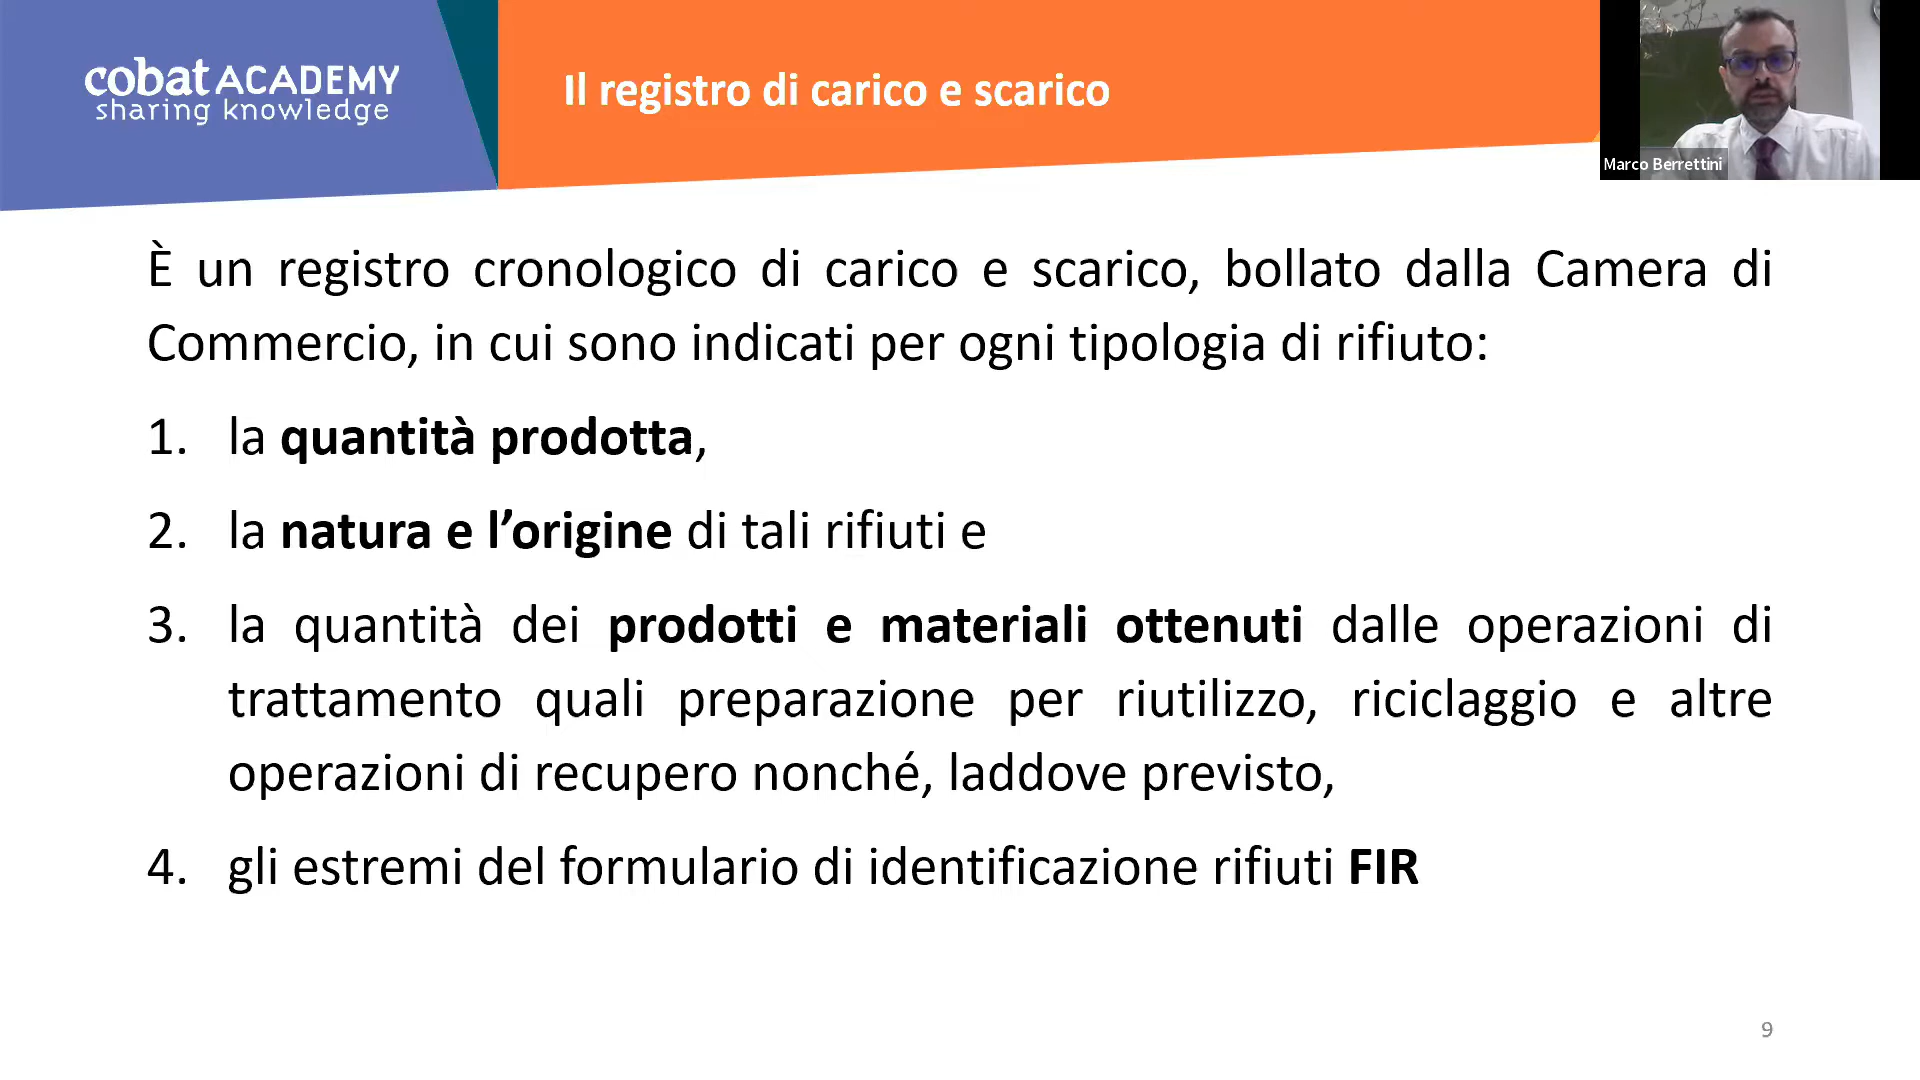 cobat ACADEMY
sharing knowledge
Il registro di carico e scarico
Marco Berrettini
È un registro cronologico di carico e scarico, bollato dalla Camera di
Commercio, in cui sono indicati per ogni tipologia di rifiuto:
1. la quantità prodotta,
2. la natura e l’origine di tali rifiuti e
3. la quantità dei prodotti e materiali ottenuti dalle operazioni di
trattamento quali preparazione per riutilizzo, riciclaggio e altre
operazioni di recupero nonché, laddove previsto,
4. gli estremi del formulario di identificazione rifiuti FIR
9